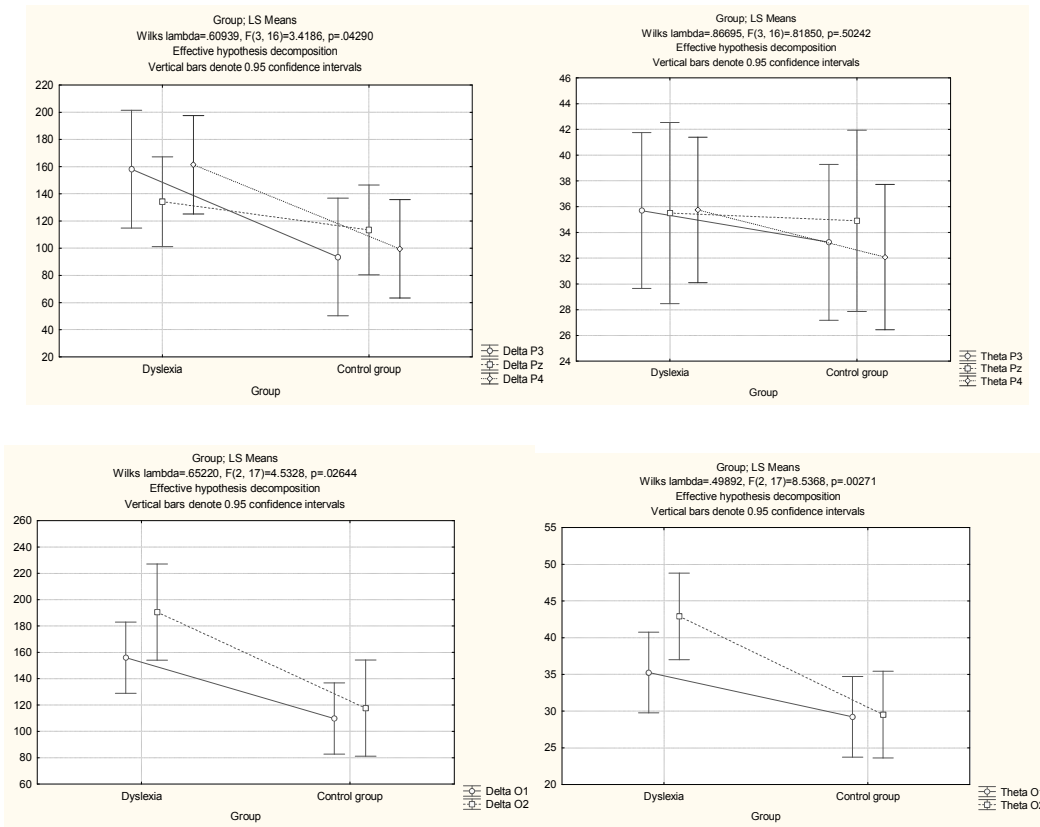 Group; LS Means
Wilks lambda=.60939, F(3, 16)=3.4186, p=.04290
Effective hypothesis decomposition
Vertical bars denote 0.95 confidence intervals
220
200
180
160
140
120
100
80
60
40
20
Dyslexia Control group
Group
Delta P3
Delta Pz
Delta P4
Group; LS Means
Wilks lambda=.86695, F(3, 16)=.81850, p=.50242
Effective hypothesis decomposition
Vertical bars denote 0.95 confidence intervals
46
44
42
40
38
36
34
32
30
28
26
24
Dyslexia Control group
Group
Theta P3
Theta Pz
Theta P4
Group; LS Means
Wilks lambda=.65220, F(2, 17)=4.5328, p=.02644
Effective hypothesis decomposition
Vertical bars denote 0.95 confidence intervals
260
240
220
200
180
160
140
120
100
80
60
Dyslexia Control group
Group
Delta O1
Delta O2
Group; LS Means
Wilks lambda=.49892, F(2, 17)=8.5368, p=.00271
Effective hypothesis decomposition
Vertical bars denote 0.95 confidence intervals
55
50
45
40
35
30
25
20
Dyslexia Control group
Group
Theta O1
Theta O2